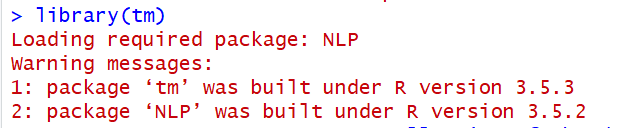 > library(tm)
Loading required package: NLP
Warning messages:
1: package ‘tm’ was built under R version 3.5.3
2: package ‘NLP’ was built under R version 3.5.2